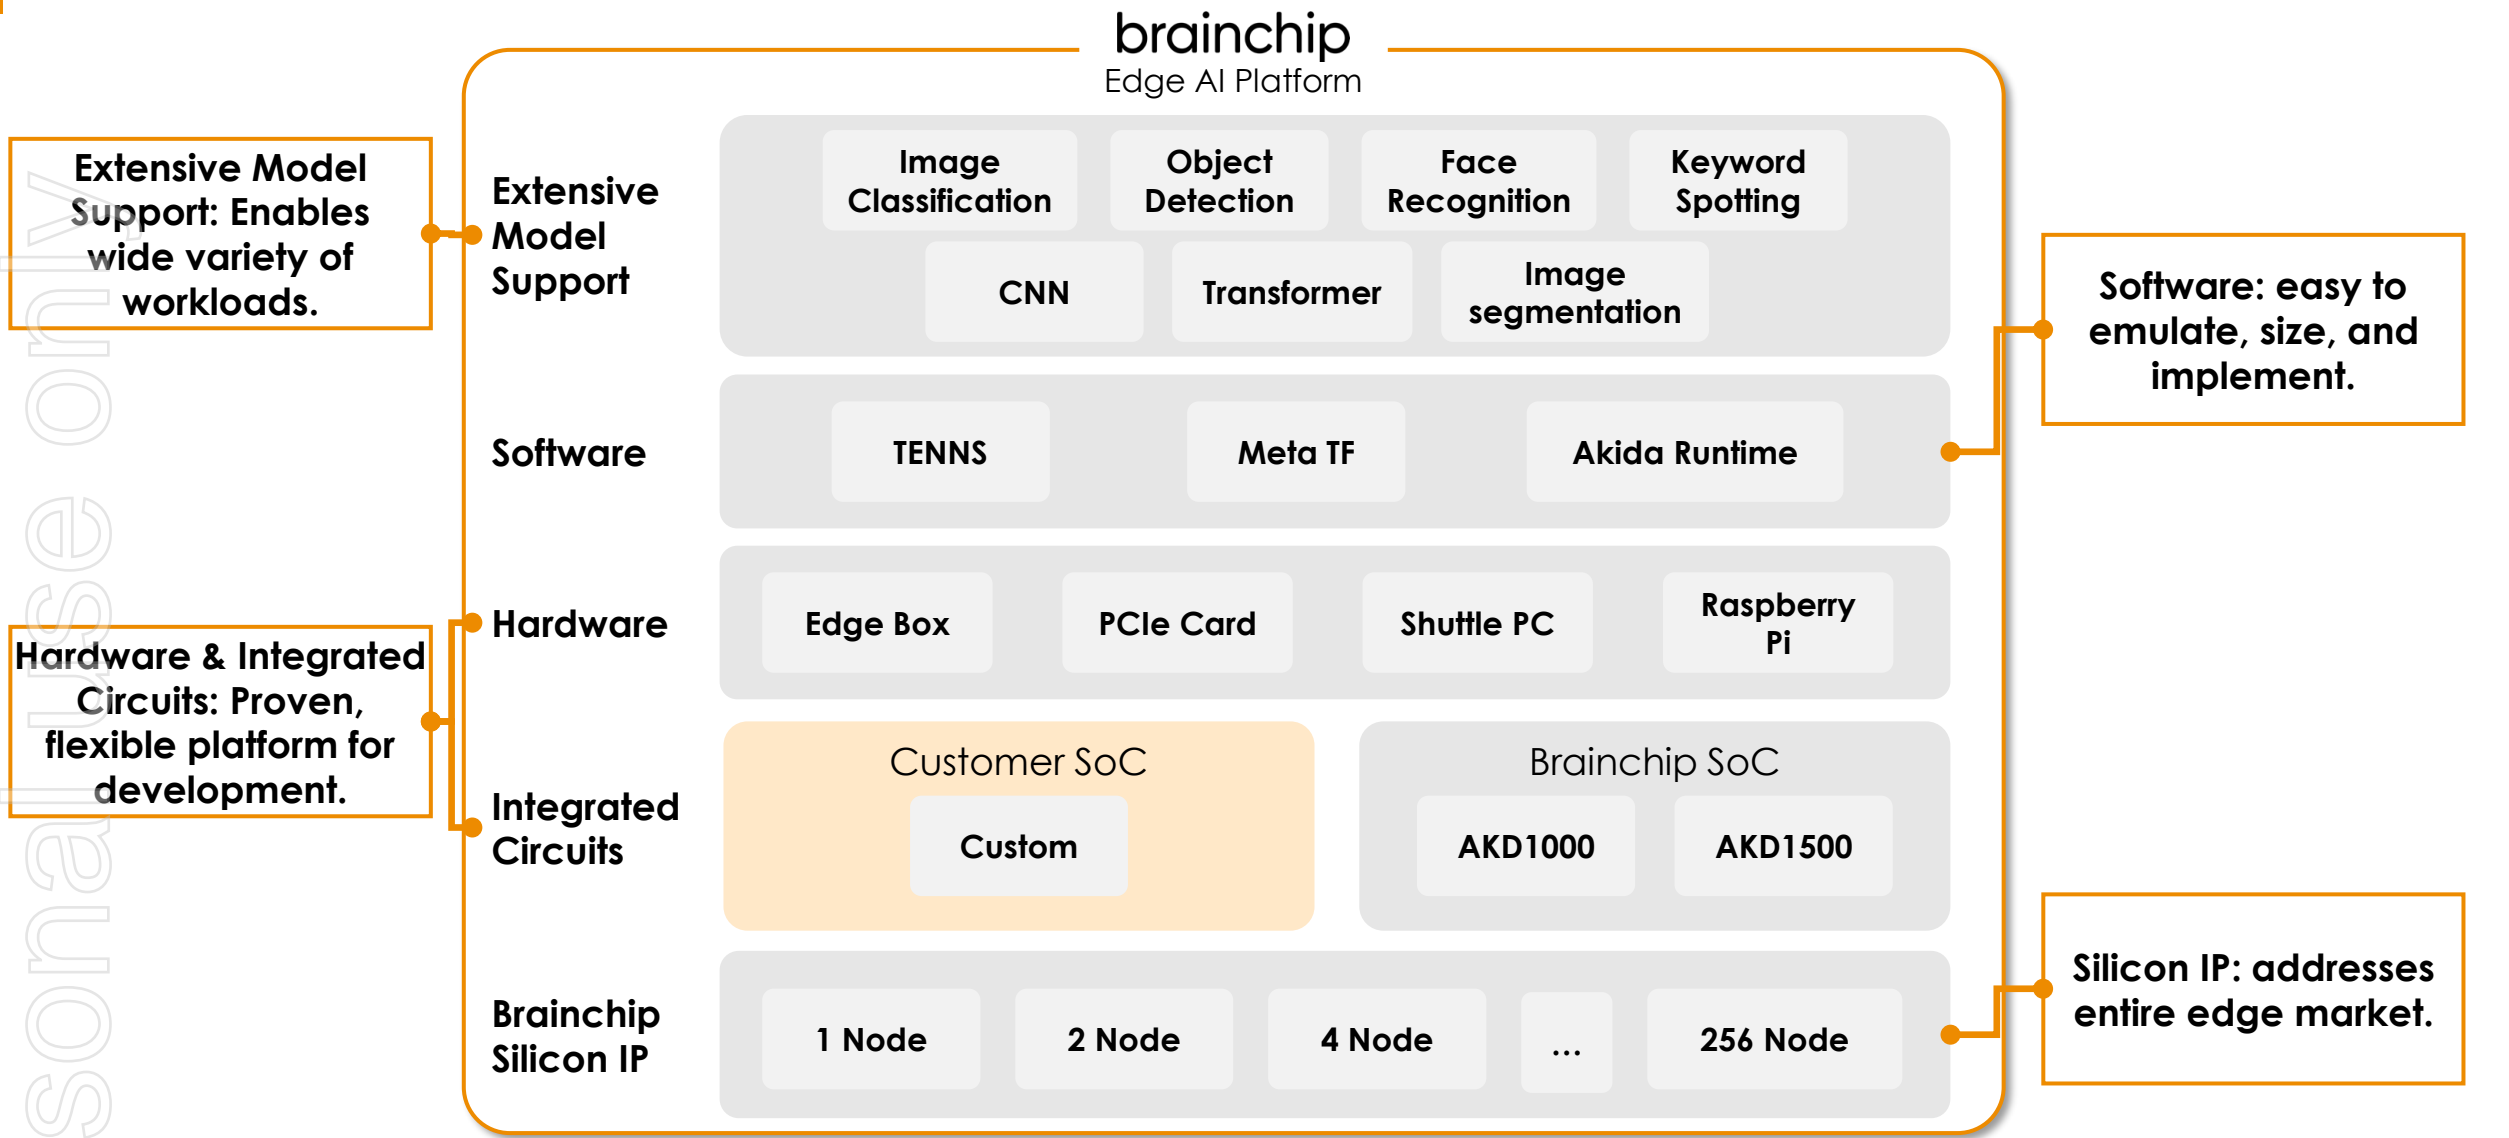 brainchip
Edge AI Platform
Extensive Model
Support: Enables
wide variety of
workloads.
Extensive
Model
Support
Image
Classification
Object
Detection
Face
Recognition
Keyword
Spotting
CNN
Transformer
Image
segmentation
Software: easy to
emulate, size, and
implement.
Software
TENNS
Meta TF
Akida Runtime
Hardware & Integrated
Circuits: Proven,
flexible platform for
development.
Hardware
Edge Box
PCIe Card
Shuttle PC
Raspberry
Pi
Integrated
Circuits
Customer SoC
Custom
Brainchip SoC
AKD1000
AKD1500
Brainchip
Silicon IP
1 Node
2 Node
4 Node
...
256 Node
Silicon IP: addresses
entire edge market.
sonal use only